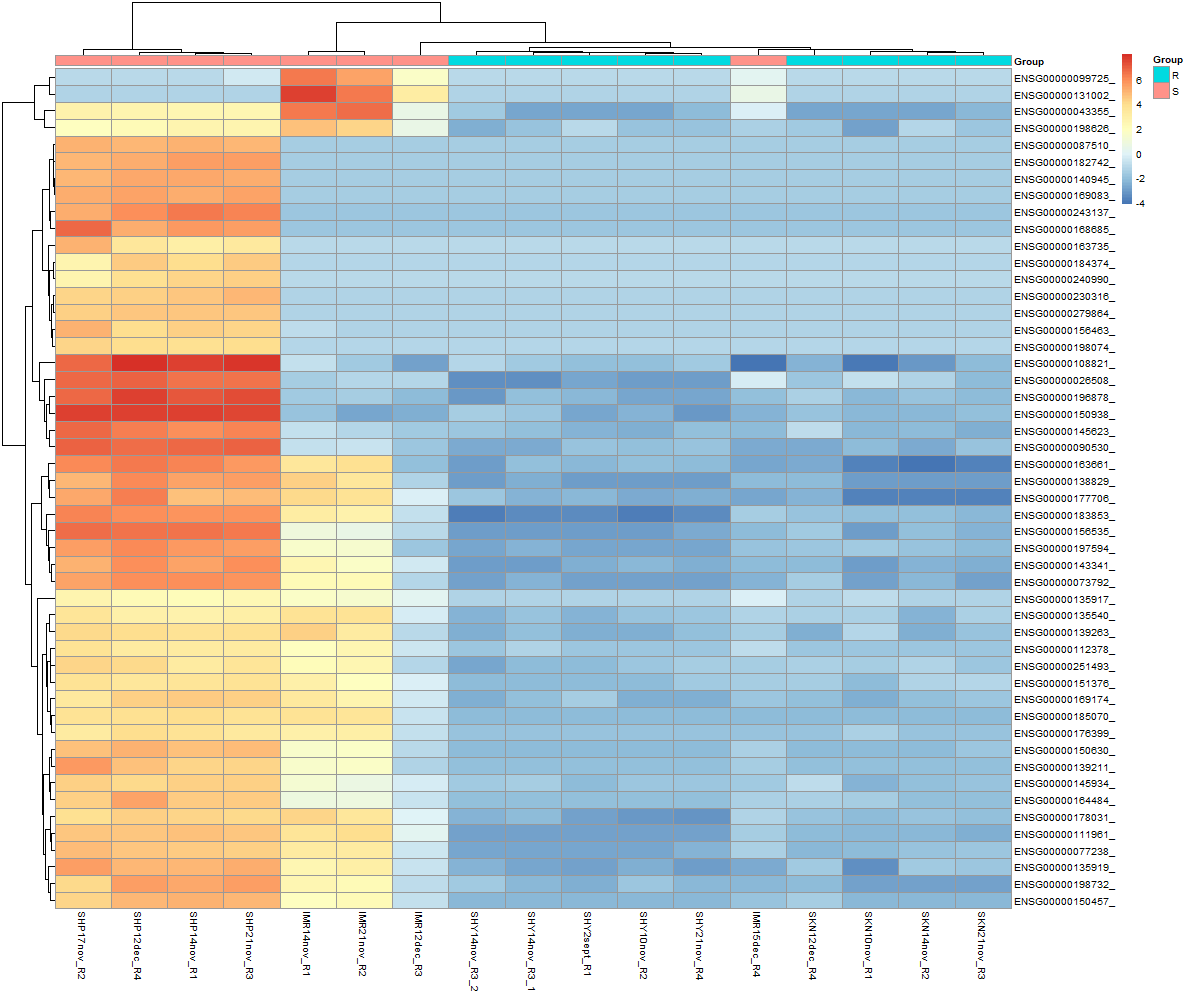 Group
ENSG00000099725_
ENSG00000131002_
ENSG00000043355_
ENSG00000198626_
ENSG00000087510_
ENSG00000182742_
ENSG00000140945_
ENSG00000169083_
ENSG00000243137_
ENSG00000168685_
ENSG00000163735_
ENSG00000184374_
ENSG00000240990_
ENSG00000230316_
ENSG00000279864_
ENSG00000156463_
ENSG00000198074_
ENSG00000108821_
ENSG00000026508_
ENSG00000196878_
ENSG00000150938_
ENSG00000145623_
ENSG00000090530_
ENSG00000163661_
ENSG00000138829_
ENSG00000177706_
ENSG00000183853_
ENSG00000156535_
ENSG00000197594_
ENSG00000143341_
ENSG00000073792_
ENSG00000135917_
ENSG00000135540_
ENSG00000139263_
ENSG00000112378_
ENSG00000251493_
ENSG00000151376_
ENSG00000169174_
ENSG00000185070_
ENSG00000176399_
ENSG00000150630_
ENSG00000139211_
ENSG00000145934_
ENSG00000164484_
ENSG00000178031_
ENSG00000111961_
ENSG00000077238_
ENSG00000135919_
ENSG00000198732_
ENSG00000150457_
6
4
2
0
-2
-4
Group
R
S
SHP17nov_R2
SHP12dec_R4
SHP14nov_R1
SHP21nov_R3
IMR14nov_R1
IMR21nov_R2
IMR12dec_R3
SHY14nov_R3_2
SHY14nov_R3_1
SHY2sept_R1
SHY10nov_R2
SHY21nov_R4
IMR15dec_R4
SKN12dec_R4
SKN10nov_R1
SKN14nov_R2
SKN21nov_R3